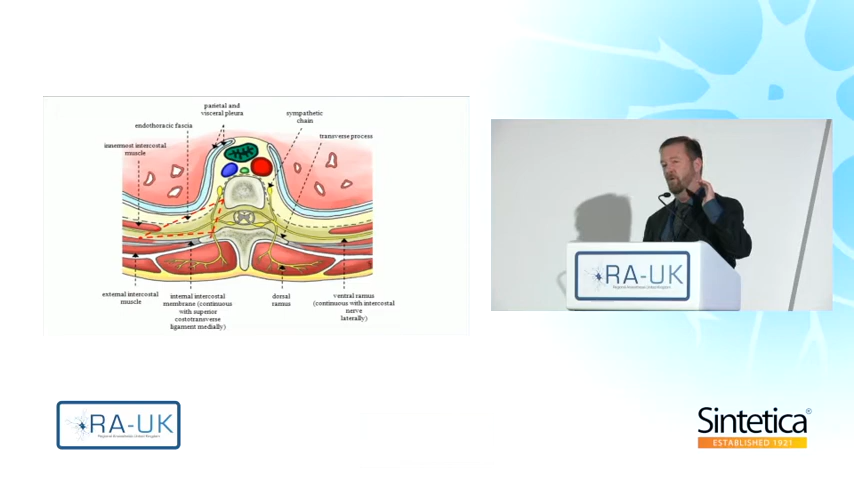 parietal and
visceral pleura
sympathetic
chain
endothoracic fascia
transverse process
innermost intercostal
muscle
external intercostal
muscle
internal intercostal
membrane (continuous
with superior
costotransverse
ligament medially)
dorsal
ramus
ventral ramus
(continuous with intercostal
nerve
laterally)
RA-UK
Regional Anaesthesia United Kingdom
RA-UK
Regional Anaesthesia United Kingdom
Sintetica®
ESTABLISHED 1921